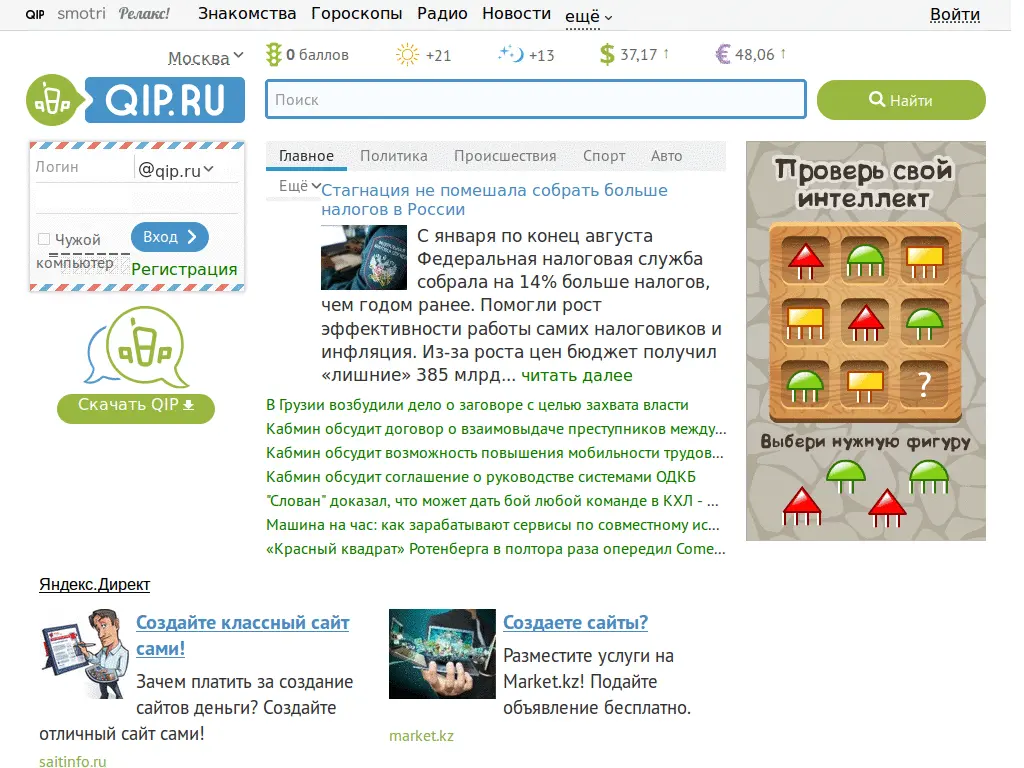 QIP smotri Релакс! Знакомства Гороскопы Радио Новости ещё Войти
Москва 0 баллов +21 +13 $ 37,17 ↑ € 48,06 ↑
QIP.RU Поиск Найти
Логин @qip.ru
Чужой компьютер
Вход
Регистрация
Скачать QIP
Главное Политика Происшествия Спорт Авто
Ещё
Стагнация не помешала собрать больше
налогов в России
С января по конец августа
Федеральная налоговая служба
собрала на 14% больше налогов,
чем годом ранее. Помогли рост
эффективности работы самих налоговиков и
инфляция. Из-за роста цен бюджет получил
«лишние» 385 млрд... читать далее
В Грузии возбудили дело о заговоре с целью захвата власти
Кабмин обсудит договор о взаимовыдаче преступников между...
Кабмин обсудит возможность повышения мобильности трудов...
Кабмин обсудит соглашение о руководстве системами ОДКБ
"Слован" доказал, что может дать бой любой команде в КХЛ - ...
Машина на час: как зарабатывают сервисы по совместному ис...
«Красный квадрат» Ротенберга в полтора раза опередил Come...
Проверь свой
интеллект
?
Выбери нужную фигуру
Яндекс.Директ
Создайте классный сайт
сами!
Зачем платить за создание
сайтов деньги? Создайте
отличный сайт сами!
saitinfo.ru
Создаете сайты?
Разместите услуги на
Market.kz! Подайте
объявление бесплатно.
market.kz